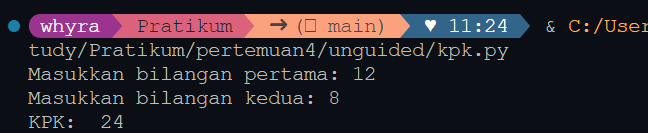 whyra Pratikum ➜ (▯ main) ♥ 11:24 & C:/User
tudy/Pratikum/pertemuan4/unguided/kpk.py
Masukkan bilangan pertama: 12
Masukkan bilangan kedua: 8
KPK:  24